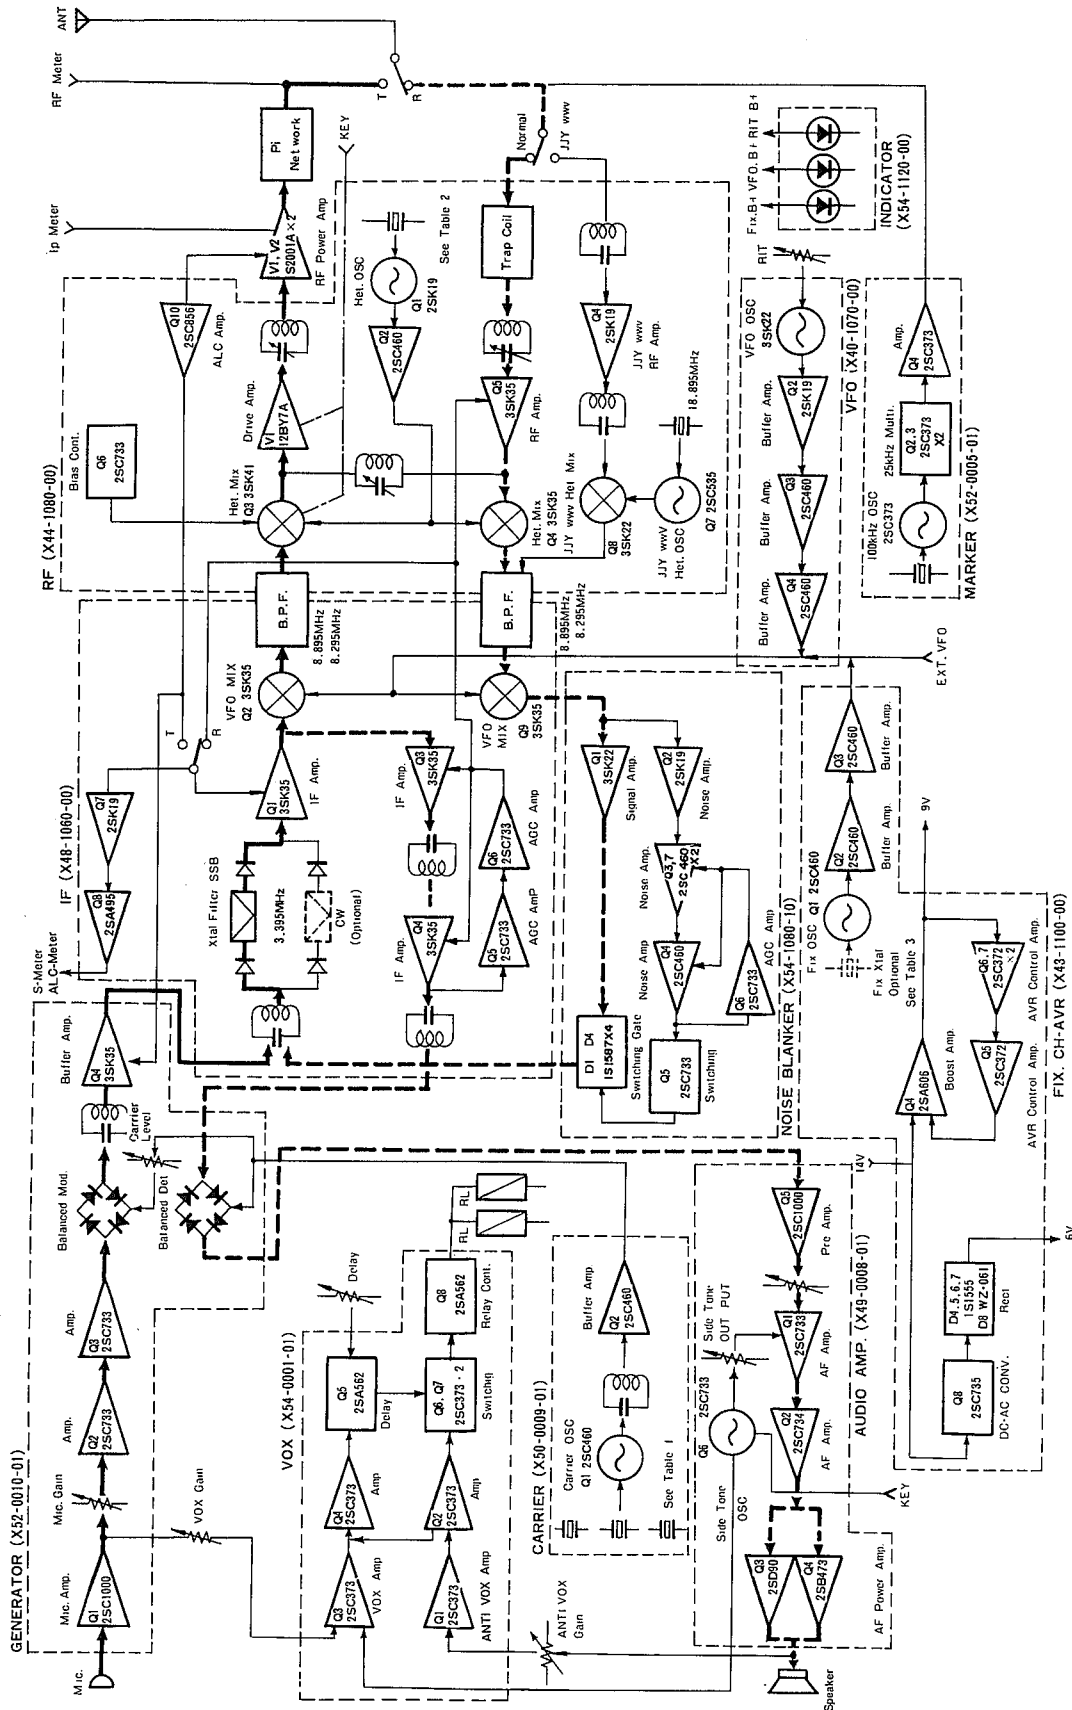 GENERATOR (X52-0010-01)
Mic.
Mic. Amp.
Q1
2SC1000
Mic. Gain
VOX Gain
Amp.
Q2
2SC733
Amp.
Q3
2SC733
Balanced Mod.
Carrier
Level
Balanced Det
Buffer Amp.
Q4
3SK35
S-Meter
ALC-Meter
IF (X48-1060-00)
Q8
2SA495
Q7
2SK19
T
R
Xtal Filter SSB
3.395MHz
CW
(Optional)
Q1
3SK35
IF Amp.
VFO MIX
Q2 3SK35
B.P.F.
8.895MHz
8.295MHz
IF Amp.
Q3
3SK35
IF Amp.
Q4
3SK35
Q5
2SC733
AGC AmP
Q6
2SC733
AGC Amp
VFO
MIX
Q9
3SK35
B.P.F.
8.895MHz
8.295MHz
RF (X44-1080-00)
Bias Cont.
Q6
2SC733
Het. Mix
Q3 3SK41
Drive Amp.
V1
12BY7A
Q10
2SC856
ALC Amp.
V1, V2
S2001A×2
RF Power Amp
Ip Meter
Pi
Network
RF Meter
ANT
T
R
KEY
Het. OSC
Q1
2SK19
See Table 2
Q2
2SC460
Trap Coil
Normal
JJY wwv
Q5
3SK35
RF Amp.
Het. Mix
Q4 3SK35
JJY wwv Het Mix
Q8
3SK22
Q4
2SK19
JJY wwv
RF Amp.
18.895MHz
JJY wwV
Het. OSC
Q7 2SC535
VOX (X54-0001-01)
Q3
2SC373
VOX Amp
Q4
2SC373
Amp
Q5
2SA562
Delay
Delay
Q1
2SC373
ANTI VOX Amp
Q2
2SC373
Amp
Q6, Q7
2SC373 · 2
Switching
Q8
2SA562
Relay Cont.
RL
RL
ANTI VOX
Gain
CARRIER (X50-0009-01)
Carrier OSC
Q1 2SC460
See Table 1
Buffer Amp
Q2
2SC460
NOISE BLANKER (X54-1080-10)
Q1
3SK22
Signal Amp
Q2
2SK19
Noise Amp.
Noise Amp.
Q3,7
2SC 460
(X2)
Noise Amp
Q4
2SC460
Q6
2SC733
AGC Amp
D1 D4
1S1587X4
Switching Gate
Q5
2SC733
Switching
VFO (X40-1070-00)
RIT
VFO OSC
3SK22
Buffer Amp.
Q2
2SK19
Buffer Amp.
Q3
2SC460
Buffer Amp.
Q4
2SC460
EXT. VFO
Fix.B+ VFO. B+ RIT B+
INDICATOR
(X54-1120-00)
MARKER (X52-0005-01)
100kHz OSC
2SC373
25kHz Multi.
Q2, 3
2SC373
X2
Amp.
Q4
2SC373
FIX. CH-AVR (X43-1100-00)
Fix OSC
Q1 2SC460
Fix Xtal
Optional
See Table 3
Q2
2SC460
Buffer Amp.
Q3
2SC460
Buffer Amp.
9V
14V
Q4
2SA606
Boost Amp.
Q5
2SC372
AVR Control Amp.
Q6,7
2SC372
×2
AVR Control Amp.
Q8
2SC735
DC-AC CONV.
D4,5,6,7
1S1555
D8 WZ-061
Rect
6V
AUDIO AMP. (X49-0008-01)
Q5
2SC1000
Pre Amp.
Side Tone
OUT PUT
Q1
2SC733
AF Amp.
Q2
2SC734
AF Amp.
Q6
2SC733
Side Tone
OSC
KEY
Q3
2SD90
Q4
2SB473
AF Power Amp.
Speaker